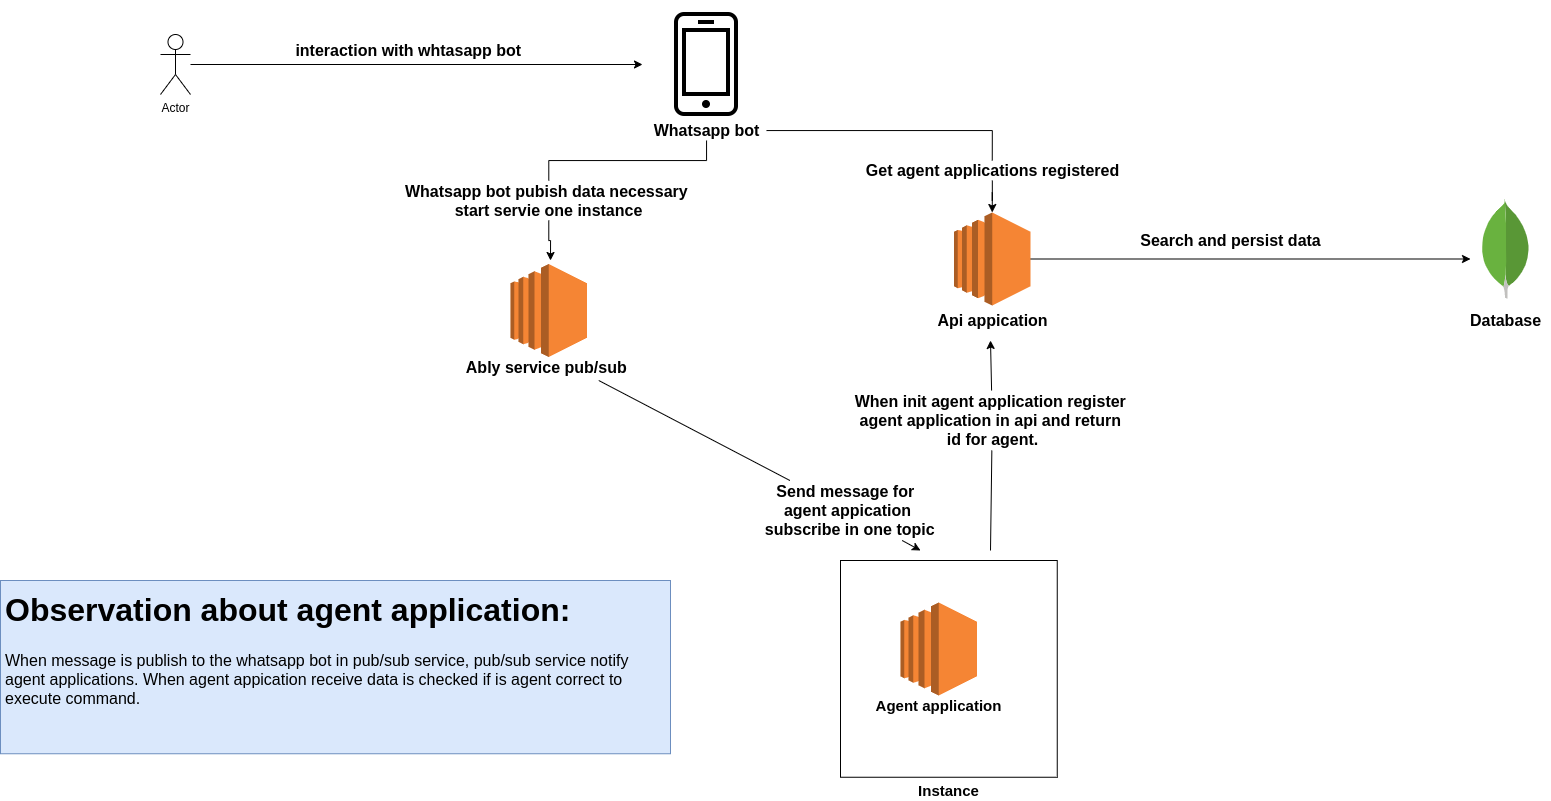 interaction with whtasapp bot
Actor
Whatsapp bot
Get agent applications registered
Whatsapp bot pubish data necessary
start servie one instance
Search and persist data
Api appication
Database
Ably service pub/sub
When init agent application register
agent application in api and return
id for agent.
Send message for
agent appication
subscribe in one topic
Observation about agent application:
When message is publish to the whatsapp bot in pub/sub service, pub/sub service notify
agent applications. When agent appication receive data is checked if is agent correct to
execute command.
Agent application
Instance